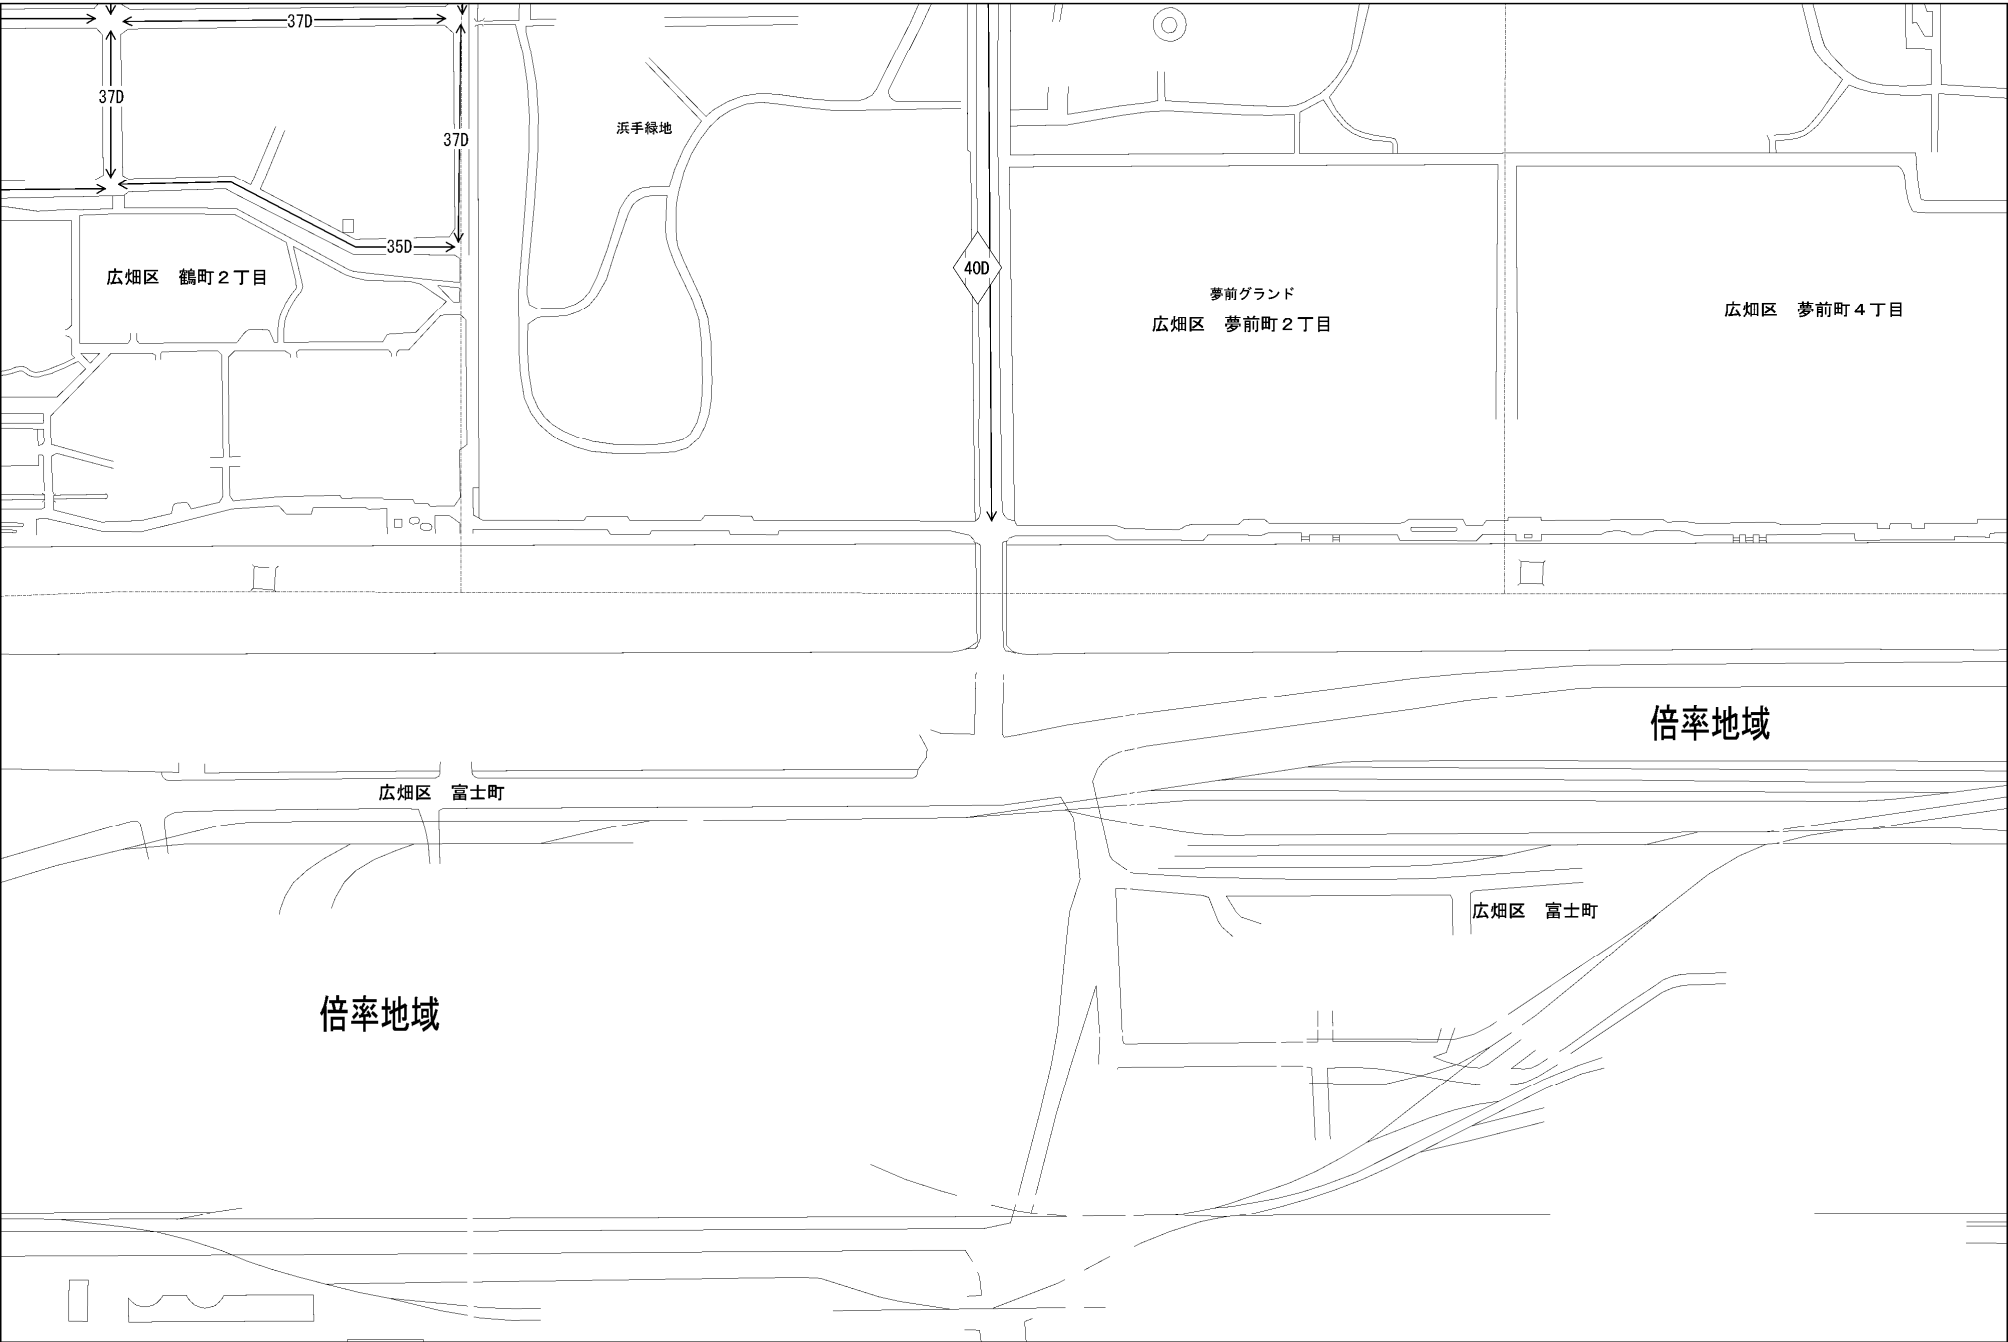 37D
37D
37D
浜手緑地
35D
40D
広畑区　鶴町２丁目
夢前グランド
広畑区　夢前町２丁目
広畑区　夢前町４丁目
倍率地域
広畑区　富士町
広畑区　富士町
倍率地域